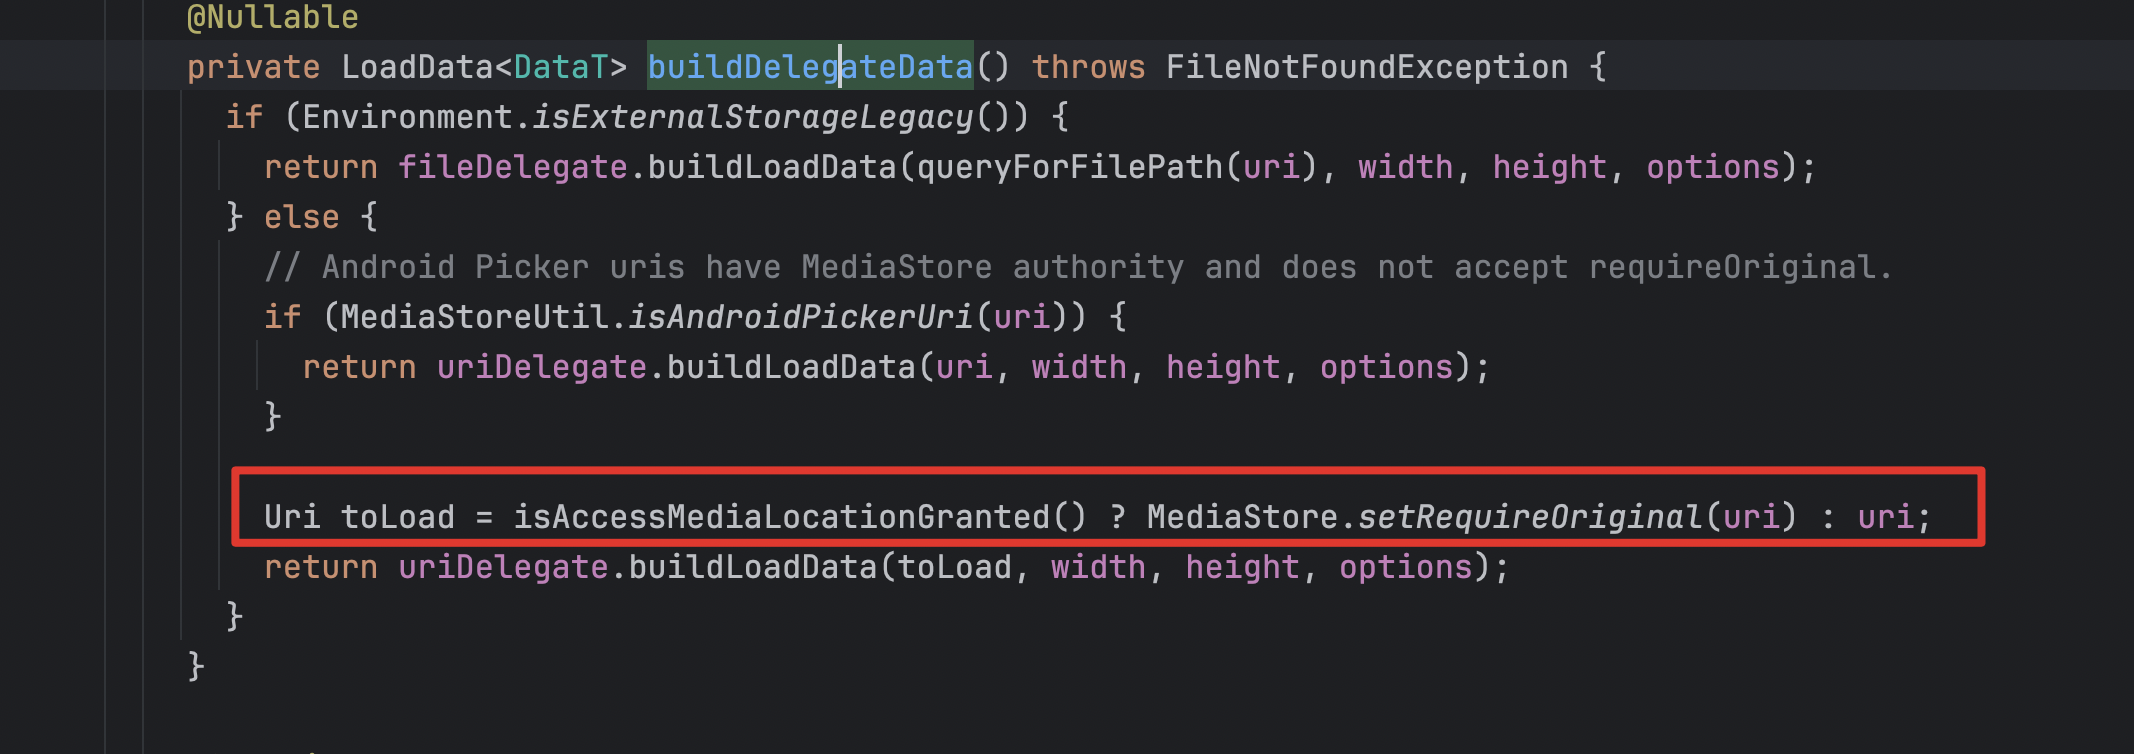 @Nullable
private LoadData<DataT> buildDelegateData() throws FileNotFoundException {
if (Environment.isExternalStorageLegacy()) {
return fileDelegate.buildLoadData(queryForFilePath(uri), width, height, options);
} else {
// Android Picker uris have MediaStore authority and does not accept requireOriginal.
if (MediaStoreUtil.isAndroidPickerUri(uri)) {
return uriDelegate.buildLoadData(uri, width, height, options);
}
Uri toLoad = isAccessMediaLocationGranted() ? MediaStore.setRequireOriginal(uri) : uri;
return uriDelegate.buildLoadData(toLoad, width, height, options);
}
}